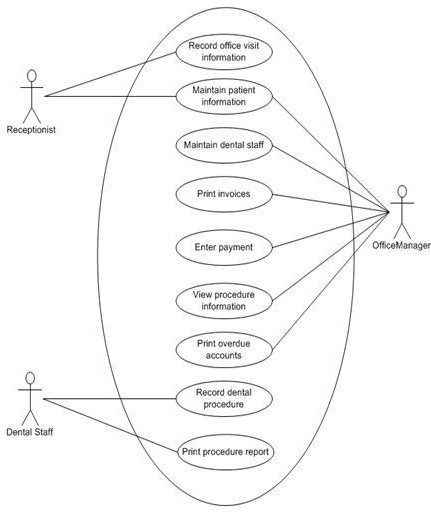 Record office visit
information
Maintain patient
information
Receptionist
Maintain dental staff
Print invoices
Enter payment
OfficeManager
View procedure
information
Print overdue
accounts
Record dental
procedure
Dental Staff
Print procedure report